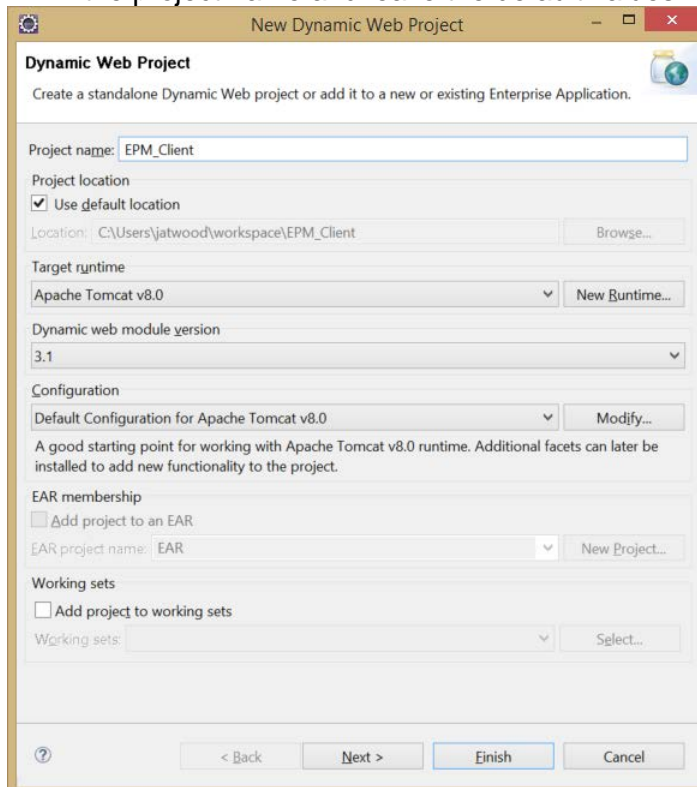 New Dynamic Web Project
Dynamic Web Project
Create a standalone Dynamic Web project or add it to a new or existing Enterprise Application.
Project name: EPM_Client
Project location
Use default location
Location: C:\Users\jatwood\workspace\EPM_Client Browse...
Target runtime
Apache Tomcat v8.0 New Runtime...
Dynamic web module version
3.1
Configuration
Default Configuration for Apache Tomcat v8.0 Modify...
A good starting point for working with Apache Tomcat v8.0 runtime. Additional facets can later be
installed to add new functionality to the project.
EAR membership
Add project to an EAR
EAR project name: EAR New Project...
Working sets
Add project to working sets
Working sets: Select...
? < Back Next > Finish Cancel